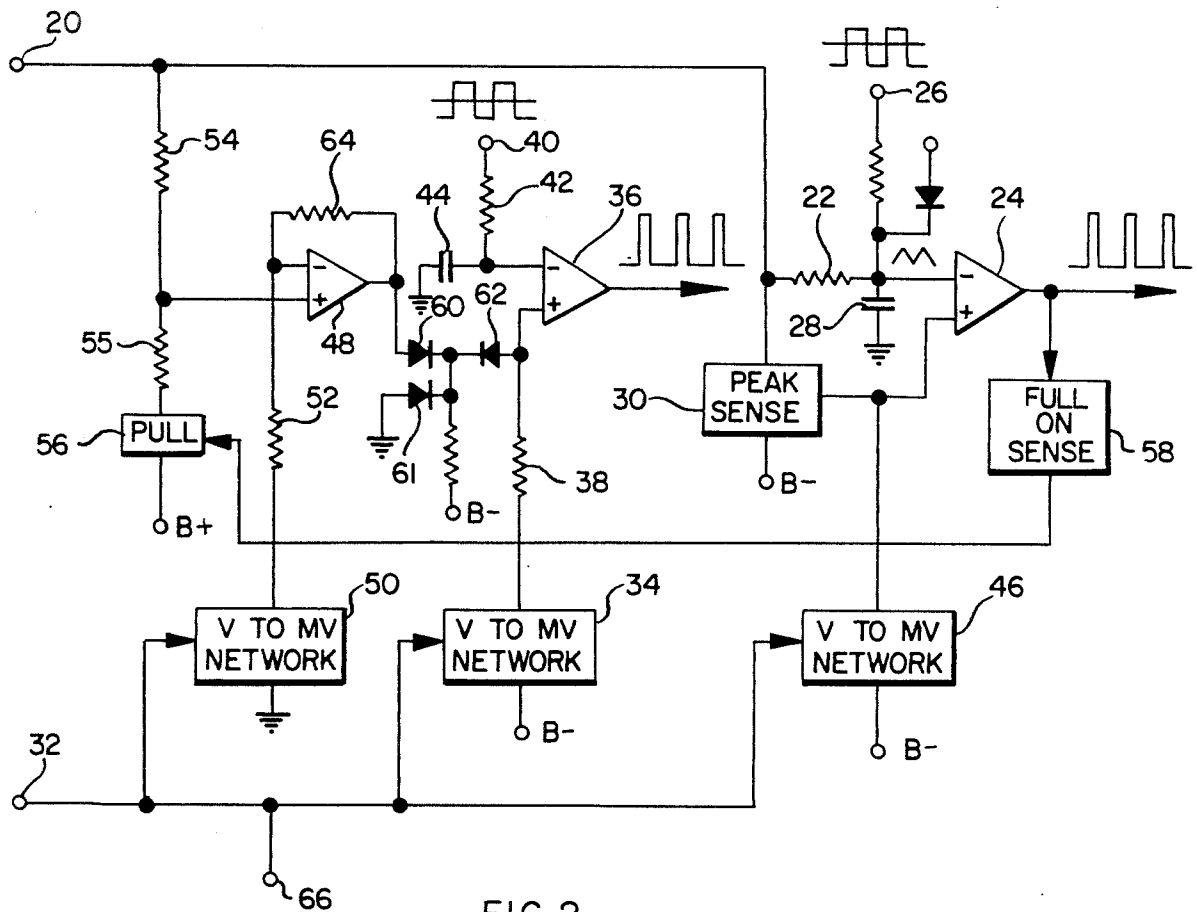 20
26
40
54
64
44
42
36
24
22
-
+
48
60
62
-
+
-
+
28
55
52
61
38
30
PEAK
SENSE
FULL
ON
SENSE
58
56
PULL
B+
B-
B-
50
V TO MV
NETWORK
34
V TO MV
NETWORK
46
V TO MV
NETWORK
B-
B-
32
66